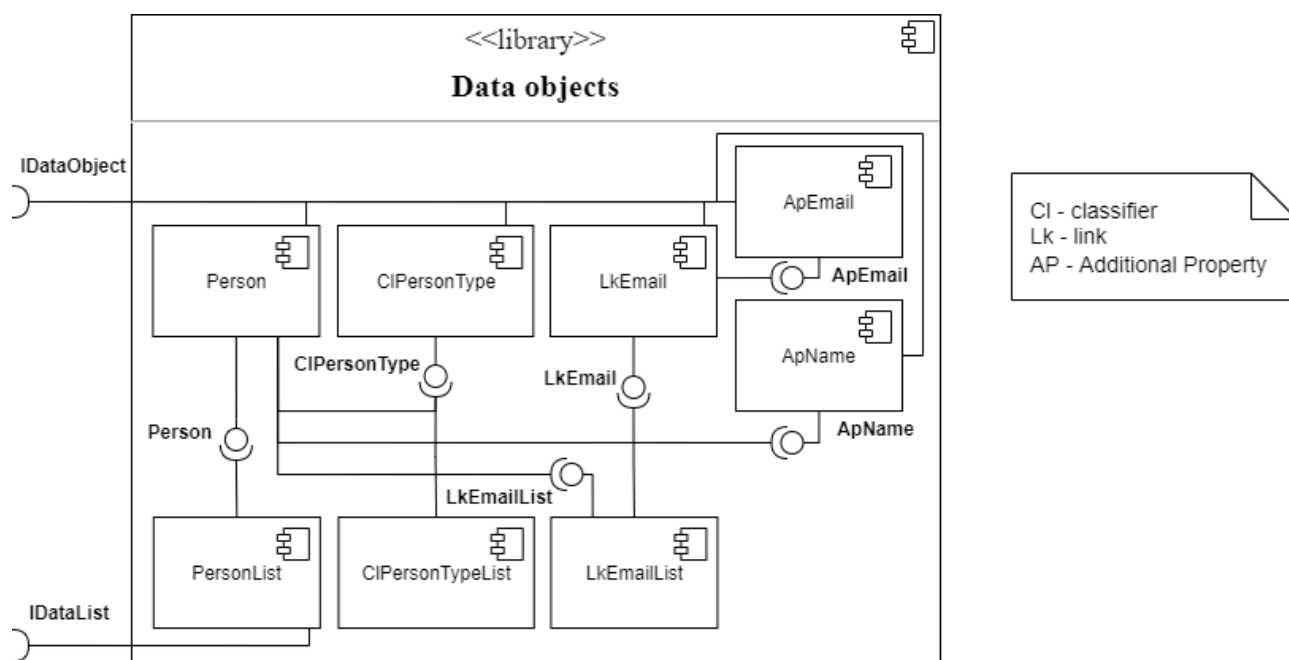 <<library>>
Data objects
IDataObject
ApEmail
Person
ClPersonType
LkEmail
ApEmail
ApName
ClPersonType
LkEmail
Person
ApName
LkEmailList
PersonList
ClPersonTypeList
LkEmailList
IDataList
Cl - classifier
Lk - link
AP - Additional Property